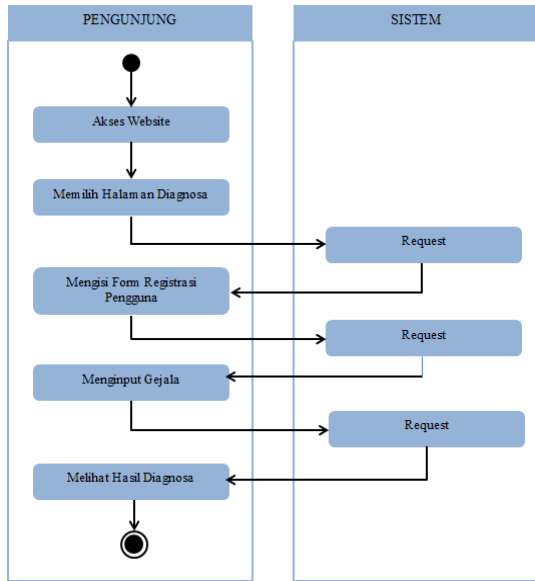 PENGUNJUNG
SISTEM
Akses Website
Memilih Halaman Diagnosa
Request
Mengisi Form Registrasi
Pengguna
Request
Menginput Gejala
Request
Melihat Hasil Diagnosa